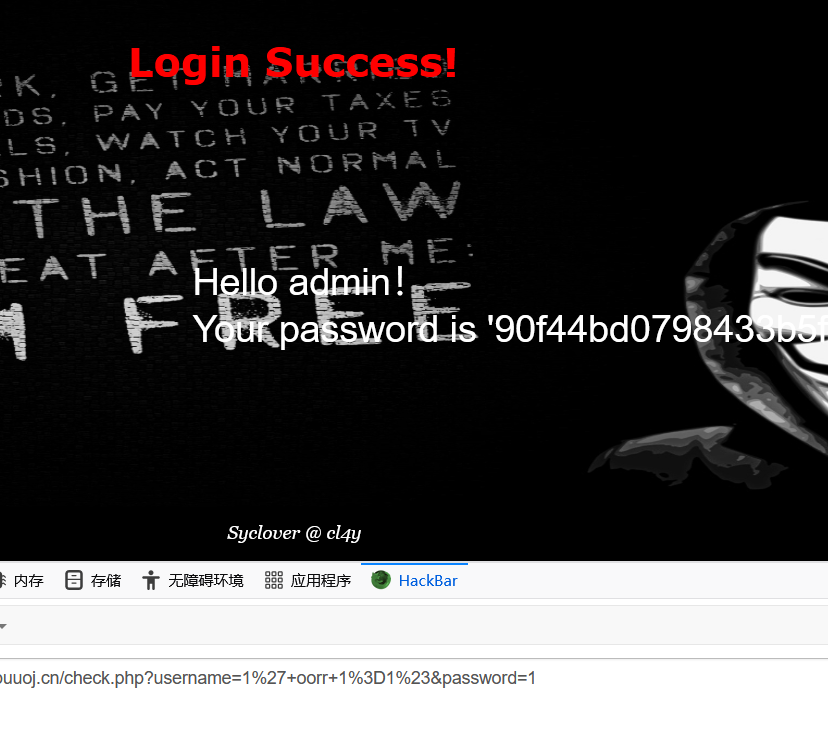 Login Success!
RK, GET MARRIED
DS, PAY YOUR TAXES
LS, WATCH YOUR TV
SHION, ACT NORMAL
THE LAW
EAT AFTER ME:
Hello admin！
M FREE
Your password is '90f44bd0798433b5f
Syclover @ cl4y
内存 存储 无障碍环境 应用程序 HackBar
ouuoj.cn/check.php?username=1%27+oorr+1%3D1%23&password=1